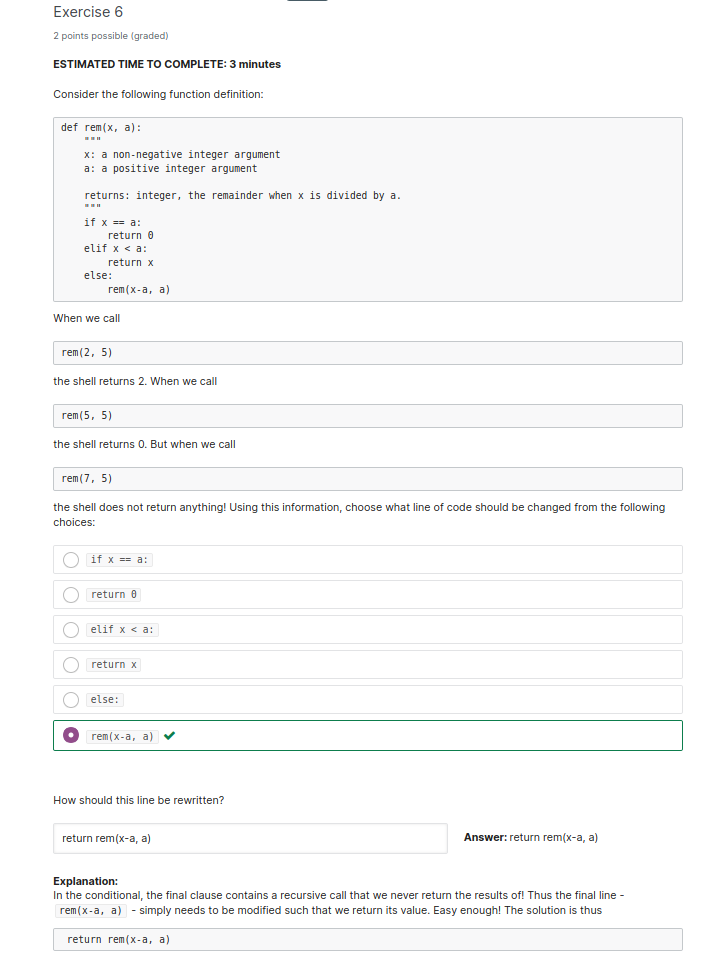 Exercise 6
2 points possible (graded)
ESTIMATED TIME TO COMPLETE: 3 minutes
Consider the following function definition:
def rem(x, a):
    """
    x: a non-negative integer argument
    a: a positive integer argument

    returns: integer, the remainder when x is divided by a.
    """
    if x == a:
        return 0
    elif x < a:
        return x
    else:
        rem(x-a, a)
When we call
rem(2, 5)
the shell returns 2. When we call
rem(5, 5)
the shell returns 0. But when we call
rem(7, 5)
the shell does not return anything! Using this information, choose what line of code should be changed from the following
choices:
if x == a:
return 0
elif x < a:
return x
else:
rem(x-a, a)
How should this line be rewritten?
return rem(x-a, a)
Answer: return rem(x-a, a)
Explanation:
In the conditional, the final clause contains a recursive call that we never return the results of! Thus the final line -
rem(x-a, a) - simply needs to be modified such that we return its value. Easy enough! The solution is thus
return rem(x-a, a)